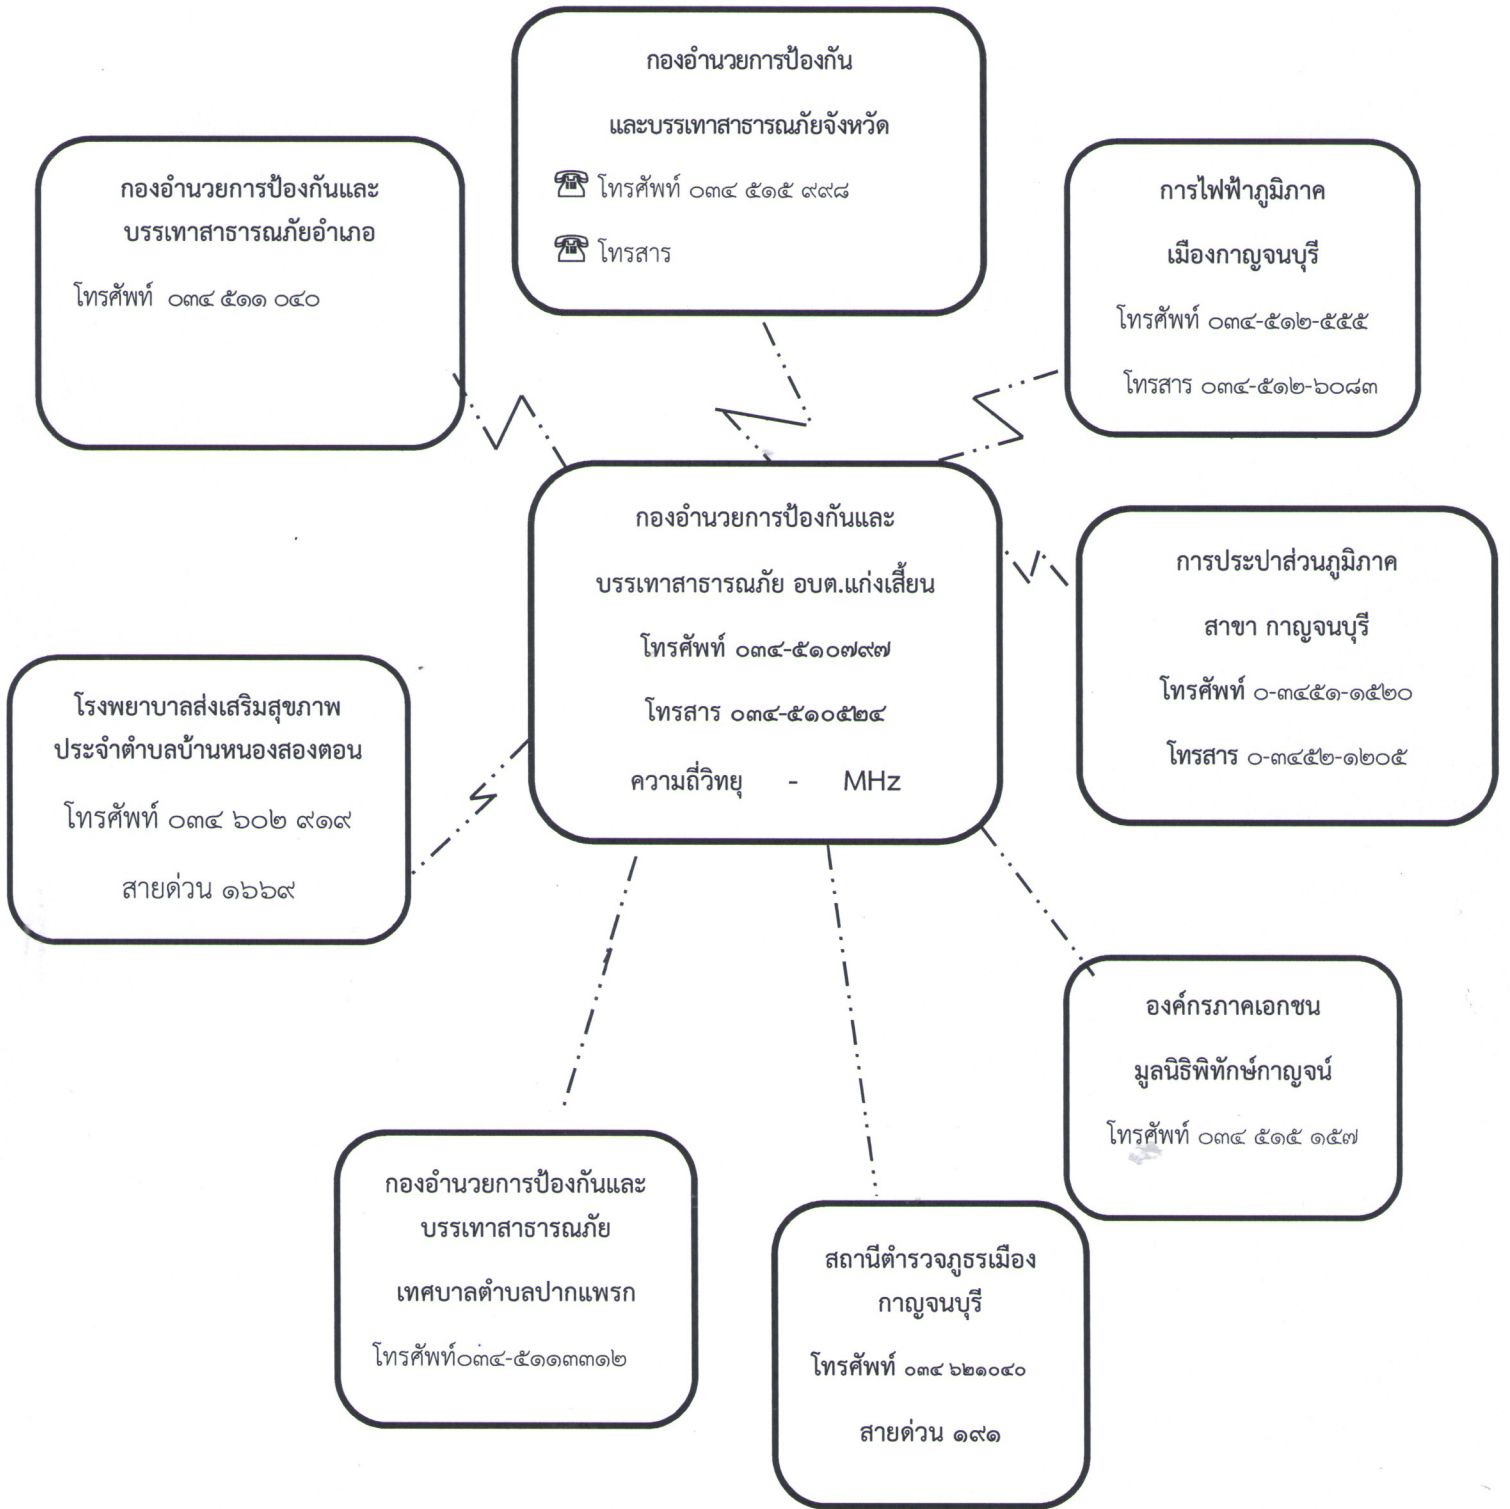 กองอำนวยการป้องกัน
และบรรเทาสาธารณภัยจังหวัด
โทรศัพท์ ๐๓๔ ๕๑๕ ๙๙๘
โทรสาร
กองอำนวยการป้องกันและ
บรรเทาสาธารณภัยอำเภอ
โทรศัพท์ ๐๓๔ ๕๑๑ ๐๔๐
การไฟฟ้าภูมิภาค
เมืองกาญจนบุรี
โทรศัพท์ ๐๓๔-๕๑๒-๕๕๕
โทรสาร ๐๓๔-๕๑๒-๖๐๘๓
กองอำนวยการป้องกันและ
บรรเทาสาธารณภัย อบต.แก่งเสี้ยน
โทรศัพท์ ๐๓๔-๕๑๐๗๙๗
โทรสาร ๐๓๔-๕๑๐๕๒๔
ความถี่วิทยุ - MHz
การประปาส่วนภูมิภาค
สาขา กาญจนบุรี
โทรศัพท์ ๐-๓๔๕๑-๑๕๒๐
โทรสาร ๐-๓๔๕๒-๑๒๐๕
โรงพยาบาลส่งเสริมสุขภาพ
ประจำตำบลบ้านหนองสองตอน
โทรศัพท์ ๐๓๔ ๖๐๒ ๙๑๙
สายด่วน ๑๖๖๙
องค์กรภาคเอกชน
มูลนิธิพิทักษ์กาญจน์
โทรศัพท์ ๐๓๔ ๕๑๕ ๑๕๗
กองอำนวยการป้องกันและ
บรรเทาสาธารณภัย
เทศบาลตำบลปากแพรก
โทรศัพท์๐๓๔-๕๑๑๓๓๑๒
สถานีตำรวจภูธรเมือง
กาญจนบุรี
โทรศัพท์ ๐๓๔ ๖๒๑๐๔๐
สายด่วน ๑๙๑